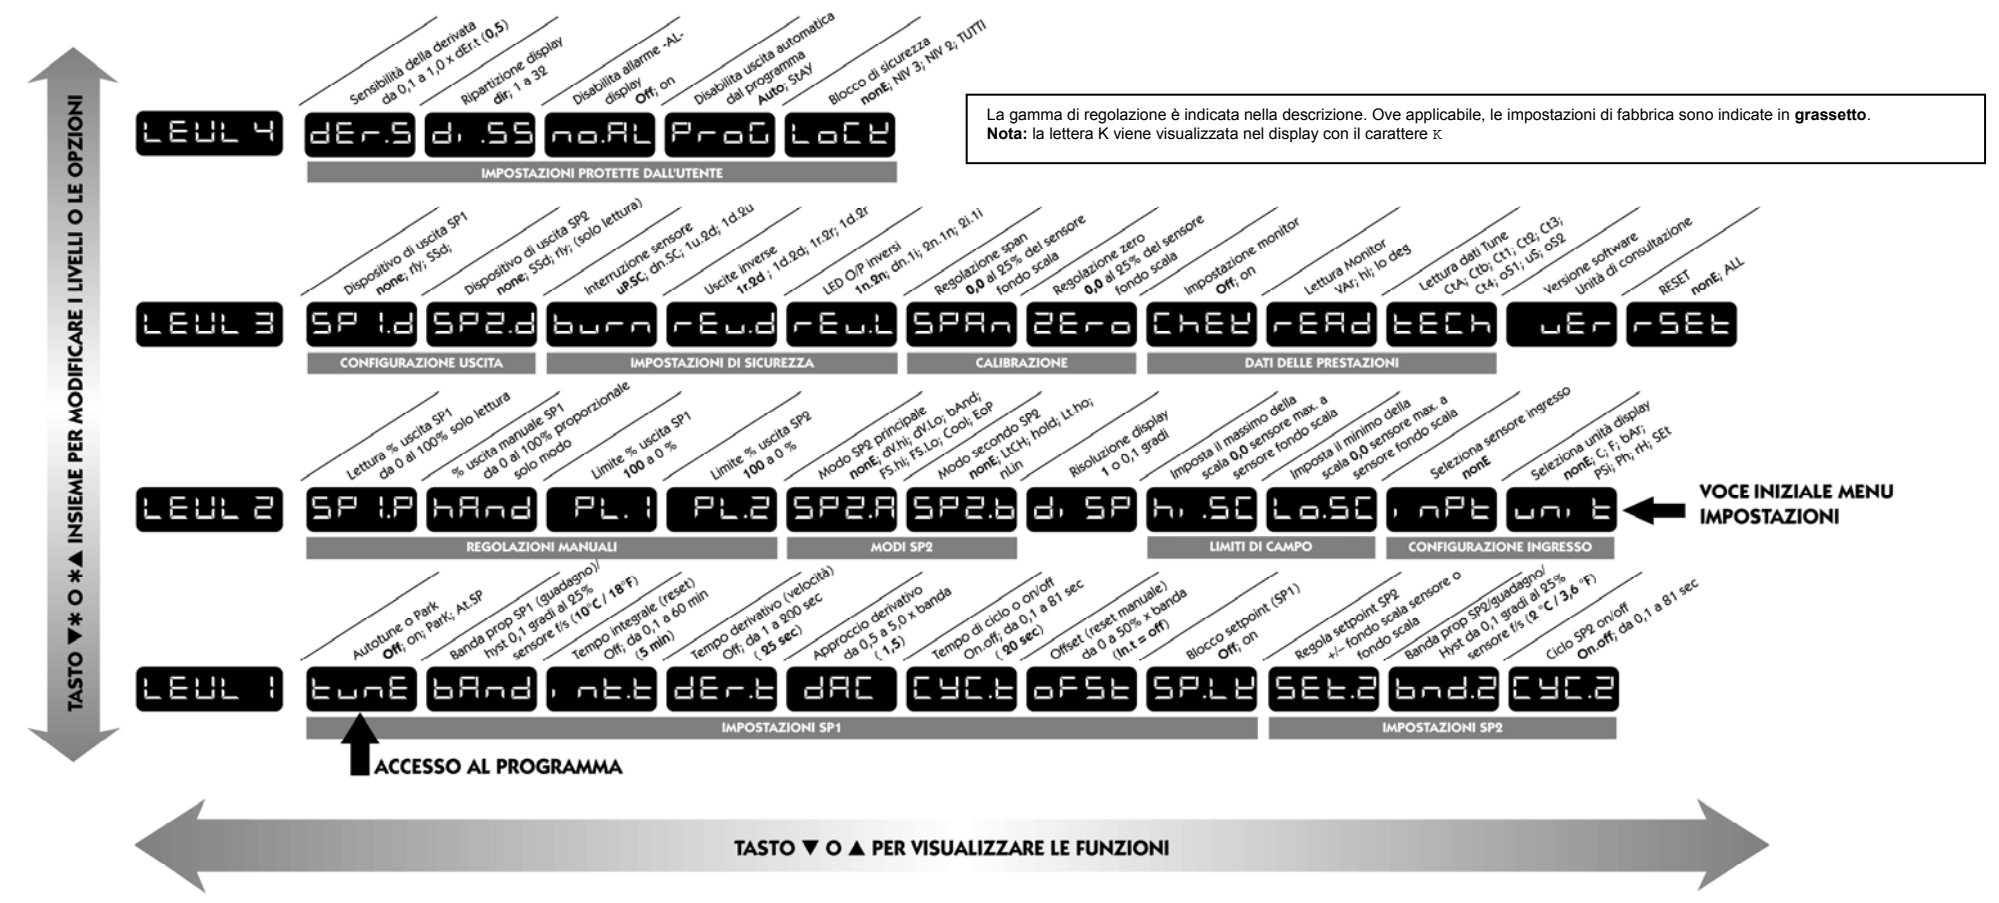 TASTO ▼* O *▲ INSIEME PER MODIFICARE I LIVELLI O LE OPZIONI
Sensibilità della derivata
da 0,1 a 1,0 x dEr.t (0,5)
Ripartizione display
dir; 1 a 32
Disabilita allarme -AL-
display
Off; on
Disabilita uscita automatica
dal programma
Auto; StAY
Blocco di sicurezza
nonE; NIV 3; NIV 2; TUTTI
LEVL 4
dEr.S
di .SS
no.AL
ProG
LoCK
IMPOSTAZIONI PROTETTE DALL'UTENTE
La gamma di regolazione è indicata nella descrizione. Ove applicabile, le impostazioni di fabbrica sono indicate in grassetto.
Nota: la lettera K viene visualizzata nel display con il carattere K
Dispositivo di uscita SP1
none; rly; SSd;
Dispositivo di uscita SP2
none; SSd; rly; (solo lettura)
Interruzione sensore
uP.SC; dn.SC; 1u.2d; 1d.2u
Uscite inverse
1r.2d ; 1d.2d; 1r.2r; 1d.2r
LED O/P inversi
1n.2n; dn.1i; 2n.1n; 2i.1i
Regolazione span
0,0 al 25% del sensore
fondo scala
Regolazione zero
0,0 al 25% del sensore
fondo scala
Impostazione monitor
Off; on
Lettura Monitor
VAr; hi; lo deg
Lettura dati Tune
CtA; Ctb; Ct1; Ct2; Ct3;
Ct4; oS1; uS; oS2
Versione software
Unità di consultazione
RESET
nonE; ALL
LEVL 3
SP1.d
SP2.d
burn
rEv.d
rEv.L
SPAn
ZEro
ChEK
rEAd
tECh
vEr
rSEt
CONFIGURAZIONE USCITA
IMPOSTAZIONI DI SICUREZZA
CALIBRAZIONE
DATI DELLE PRESTAZIONI
Lettura % uscita SP1
da 0 al 100% solo lettura
% uscita manuale SP1
da 0 al 100% proporzionale
solo modo
Limite % uscita SP1
100 a 0 %
Limite % uscita SP2
100 a 0 %
Modo SP2 principale
nonE; dV.hi; dV.Lo; bAnd;
FS.hi; FS.Lo; Cool; EoP
Modo secondo SP2
nonE; LtCH; hold; Lt.ho;
nLin
Risoluzione display
1 o 0,1 gradi
Imposta il massimo della
scala 0,0 sensore max. a
sensore fondo scala
Imposta il minimo della
scala 0,0 sensore max. a
sensore fondo scala
Seleziona sensore ingresso
nonE
Seleziona unità display
nonE; C; F; bAr;
PSi; Ph; rH; SEt
LEVL 2
SP1.P
hAnd
PL.1
PL.2
SP2.A
SP2.b
di SP
hi .SC
Lo.SC
i nPt
uni t
VOCE INIZIALE MENU
IMPOSTAZIONI
REGOLAZIONI MANUALI
MODI SP2
LIMITI DI CAMPO
CONFIGURAZIONE INGRESSO
Autotune o Park
Off; on; ParK; At.SP
Banda prop SP1 (guadagno)/
hyst 0,1 gradi al 25%
sensore f/s (10°C / 18°F)
Tempo integrale (reset)
Off; da 0,1 a 60 min
(5 min)
Tempo derivativo (velocità)
Off; da 1 a 200 sec
( 25 sec)
Approccio derivativo
da 0,5 a 5,0 x banda
( 1,5)
Tempo di ciclo o on/off
On.off; da 0,1 a 81 sec
( 20 sec)
Offset (reset manuale)
da 0 a 50% x banda
(In.t = off)
Blocco setpoint (SP1)
Off; on
Regola setpoint SP2
+/– fondo scala sensore o
fondo scala
Banda prop SP2/guadagno/
Hyst da 0,1 gradi al 25%
sensore f/s (2 °C / 3,6 °F)
Ciclo SP2 on/off
On.off; da 0,1 a 81 sec
LEVL 1
tunE
bAnd
i nt.t
dEr.t
dAC
CYC.t
oFSt
SP.LK
SEt.2
bnd.2
CYC.2
IMPOSTAZIONI SP1
IMPOSTAZIONI SP2
ACCESSO AL PROGRAMMA
TASTO ▼ O ▲ PER VISUALIZZARE LE FUNZIONI